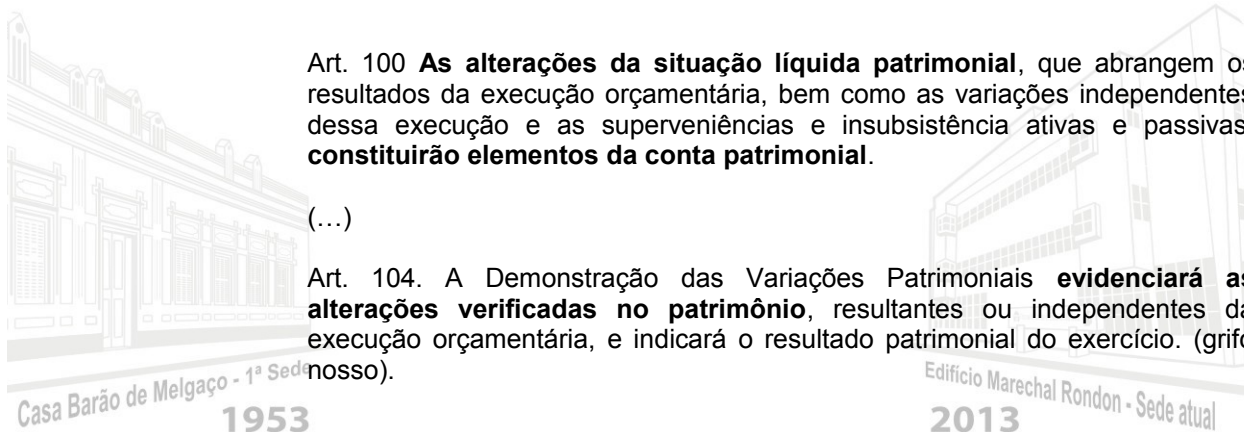 Art. 100 As alterações da situação líquida patrimonial, que abrangem os
resultados da execução orçamentária, bem como as variações independentes
dessa execução e as superveniências e insubsistência ativas e passivas
constituirão elementos da conta patrimonial.
(…)
Art. 104. A Demonstração das Variações Patrimoniais evidenciará as
alterações verificadas no patrimônio, resultantes ou independentes da
execução orçamentária, e indicará o resultado patrimonial do exercício. (grifo
nosso).
Casa Barão de Melgaço - 1ª Sede
1953
Edifício Marechal Rondon - Sede atual
2013